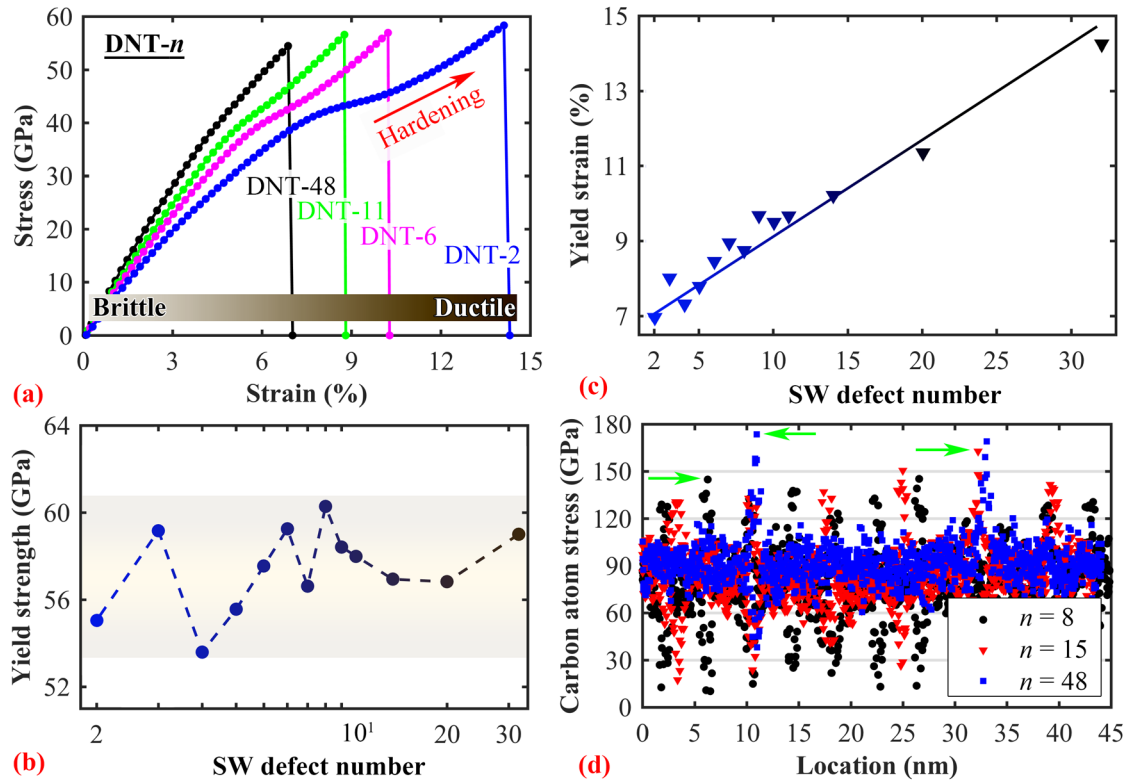 60
50
40
30
20
10
0
Stress (GPa)
DNT-n
Hardening
DNT-48
DNT-11
DNT-6
DNT-2
Brittle
Ductile
0
3
6
9
12
15
Strain (%)
(a)
15
13
11
9
7
Yield strain (%)
2
5
10
15
20
25
30
SW defect number
(c)
64
60
56
52
Yield strength (GPa)
2
10¹
20
30
SW defect number
(b)
180
150
120
90
60
30
0
Carbon atom stress (GPa)
n = 8
n = 15
n = 48
0
5
10
15
20
25
30
35
40
45
Location (nm)
(d)